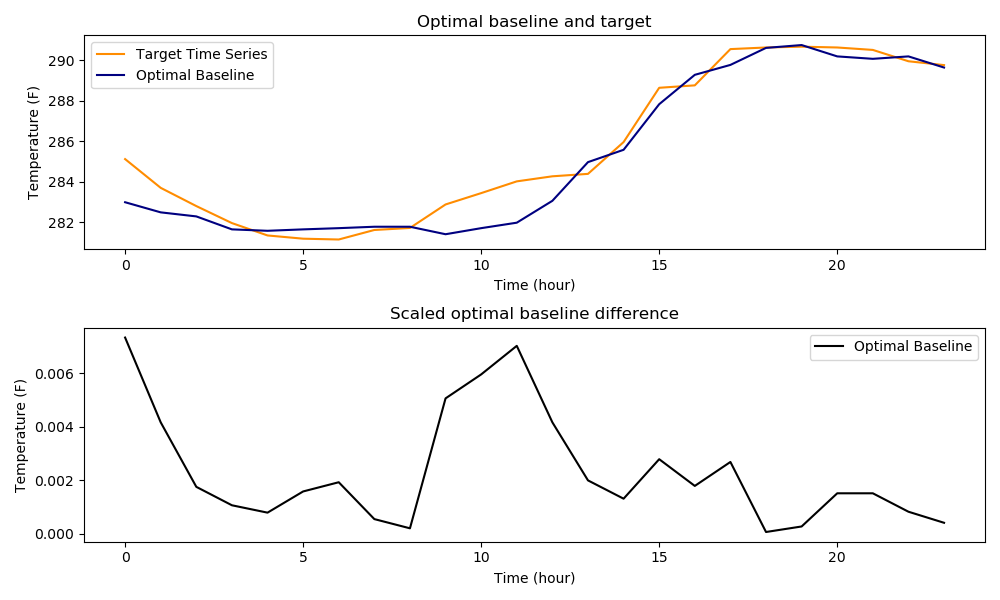 Optimal baseline and target
Target Time Series
Optimal Baseline
Temperature (F)
290
288
286
284
282
0 5 10 15 20
Time (hour)
Scaled optimal baseline difference
Optimal Baseline
Temperature (F)
0.006
0.004
0.002
0.000
0 5 10 15 20
Time (hour)